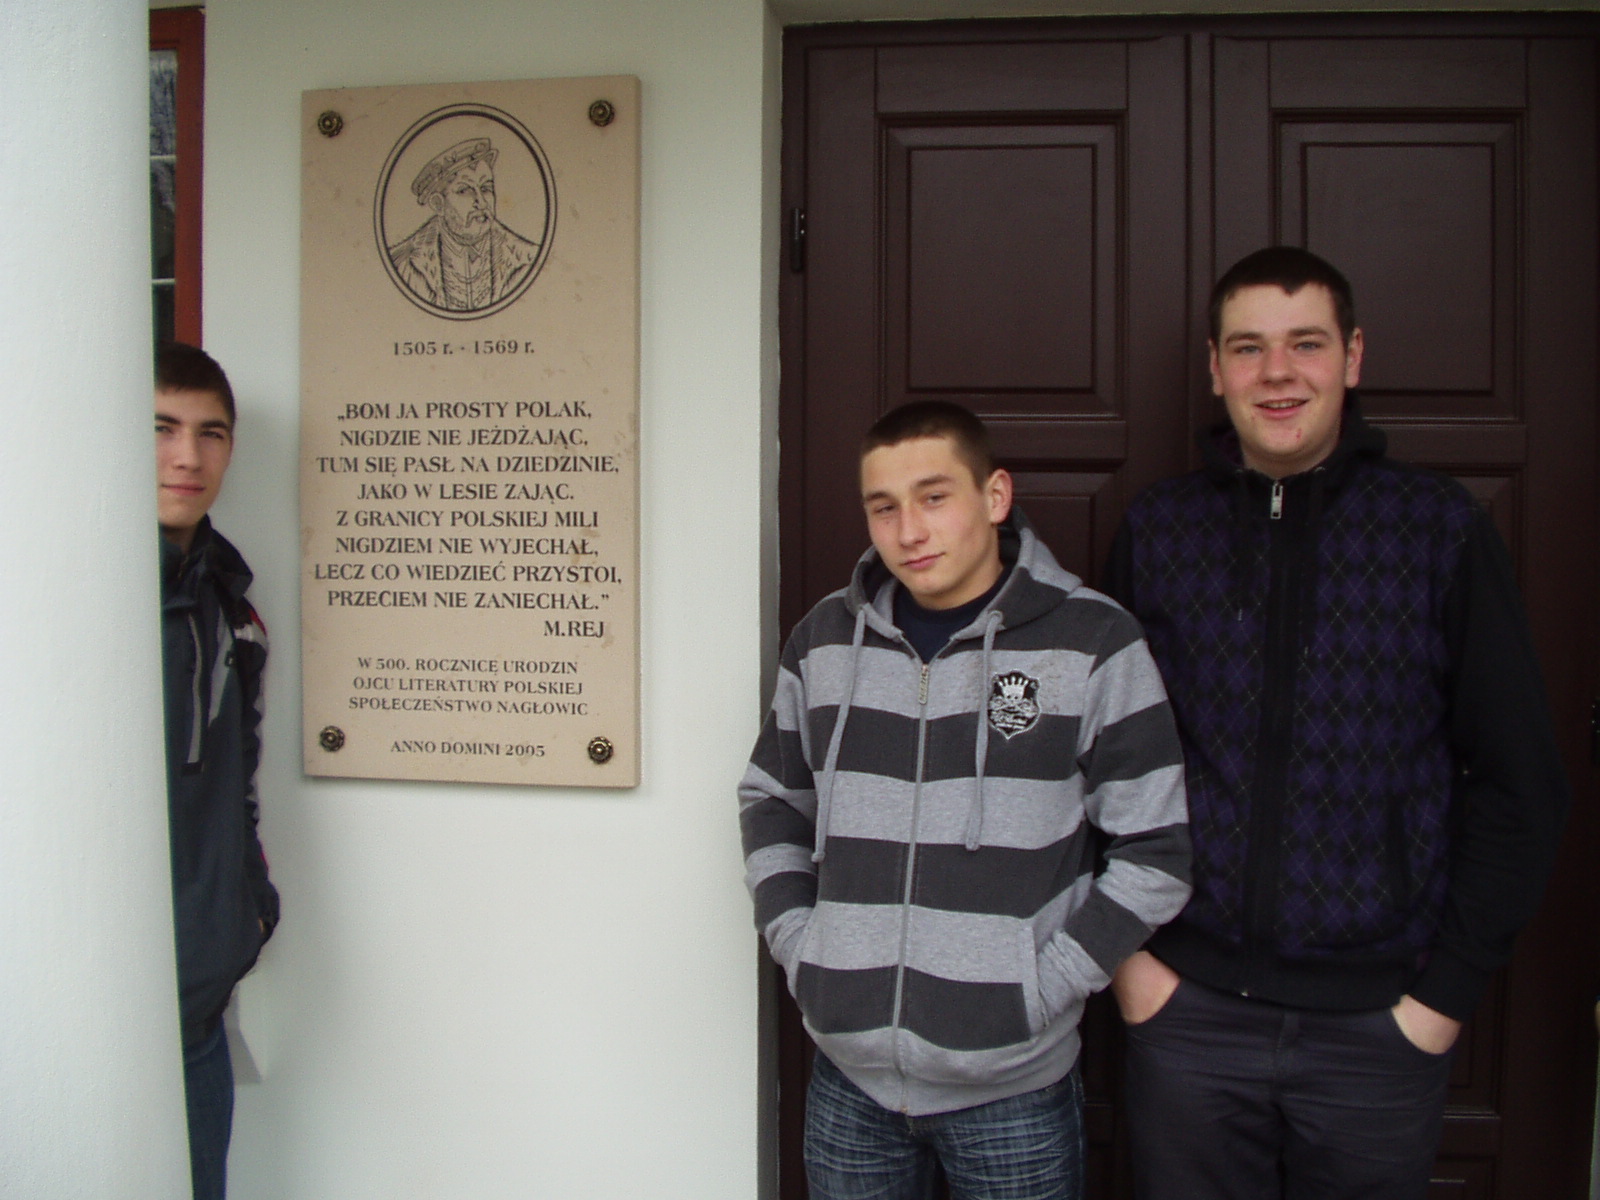 1505 r. - 1569 r.
„BOM JA PROSTY POLAK,
NIGDZIE NIE JEŻDŻAJĄC,
TUM SIĘ PASŁ NA DZIEDZINIE,
JAKO W LESIE ZAJĄC.
Z GRANICY POLSKIEJ MILI
NIGDZIEM NIE WYJECHAŁ,
LECZ CO WIEDZIEĆ PRZYSTOI,
PRZECIEM NIE ZANIECHAŁ.”
M.REJ
W 500. ROCZNICĘ URODZIN
OJCU LITERATURY POLSKIEJ
SPOŁECZEŃSTWO NAGŁOWIC
ANNO DOMINI 2005